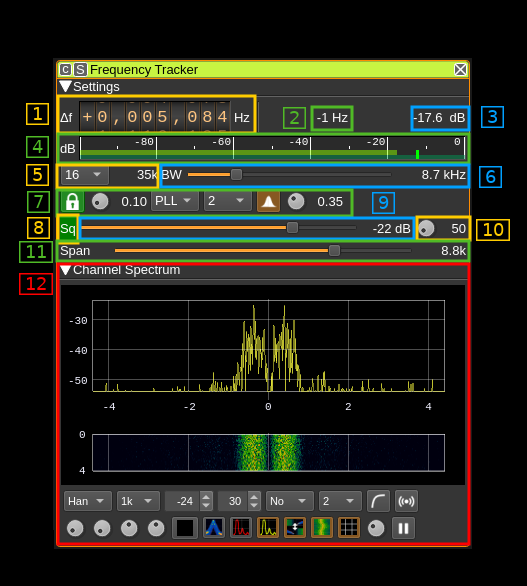 C S Frequency Tracker
Settings
1 Δf +0,005,084 Hz 2 -1 Hz -17.6 dB 3
4 dB -80 -60 -40 -20 0
5 16 35k BW 8.7 kHz 6
7 0.10 PLL 2 0.35 9
8 Sq -22 dB 50 10
11 Span 8.8k
12 Channel Spectrum
-30
-40
-50
-4 -2 0 2 4
0
4
Han 1k -24 30 No 2